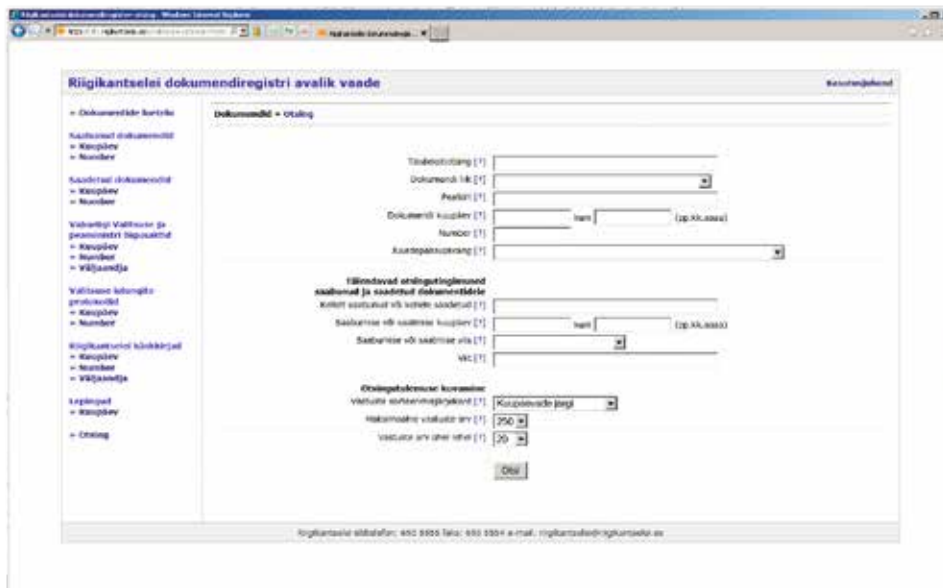 Riigikantselei dokumendiregistri avalik vaade
Kasutusjuhend
» Dokumentide kartelu
Dokumendid » Otsing
Saabunud dokumendid
» Kuupäev
» Number
Saadetud dokumendid
» Kuupäev
» Number
Vabariigi Valitsuse ja
peaministri õigusaktid
» Kuupäev
» Number
» Väljaandja
Valitsuse istungite
protokollid
» Kuupäev
» Number
Riigikantselei käskkirjad
» Kuupäev
» Number
» Väljaandja
Lepingud
» Kuupäev
» Otsing
Täistekstiotsing [?]
Dokumendi liik [?]
Pealkiri [?]
Dokumendi kuupäev [?] kuni (pp.kk.aaaa)
Number [?]
Juurdepääsupiirang [?]
Täiendavad otsingutingimused
saabunud ja saadetud dokumentidele
Kellelt saabunud või kellele saadetud [?]
Saabumise või saatmise kuupäev [?] kuni (pp.kk.aaaa)
Saabumise või saatmise viis [?]
Viit [?]
Otsingutulemuse kuvamine
Vastuste sorteerimisjärjekord [?] Kuupäevade järgi
Maksimaalne vastuste arv [?] 250
Vastuste arv ühel lehel [?] 20
Otsi